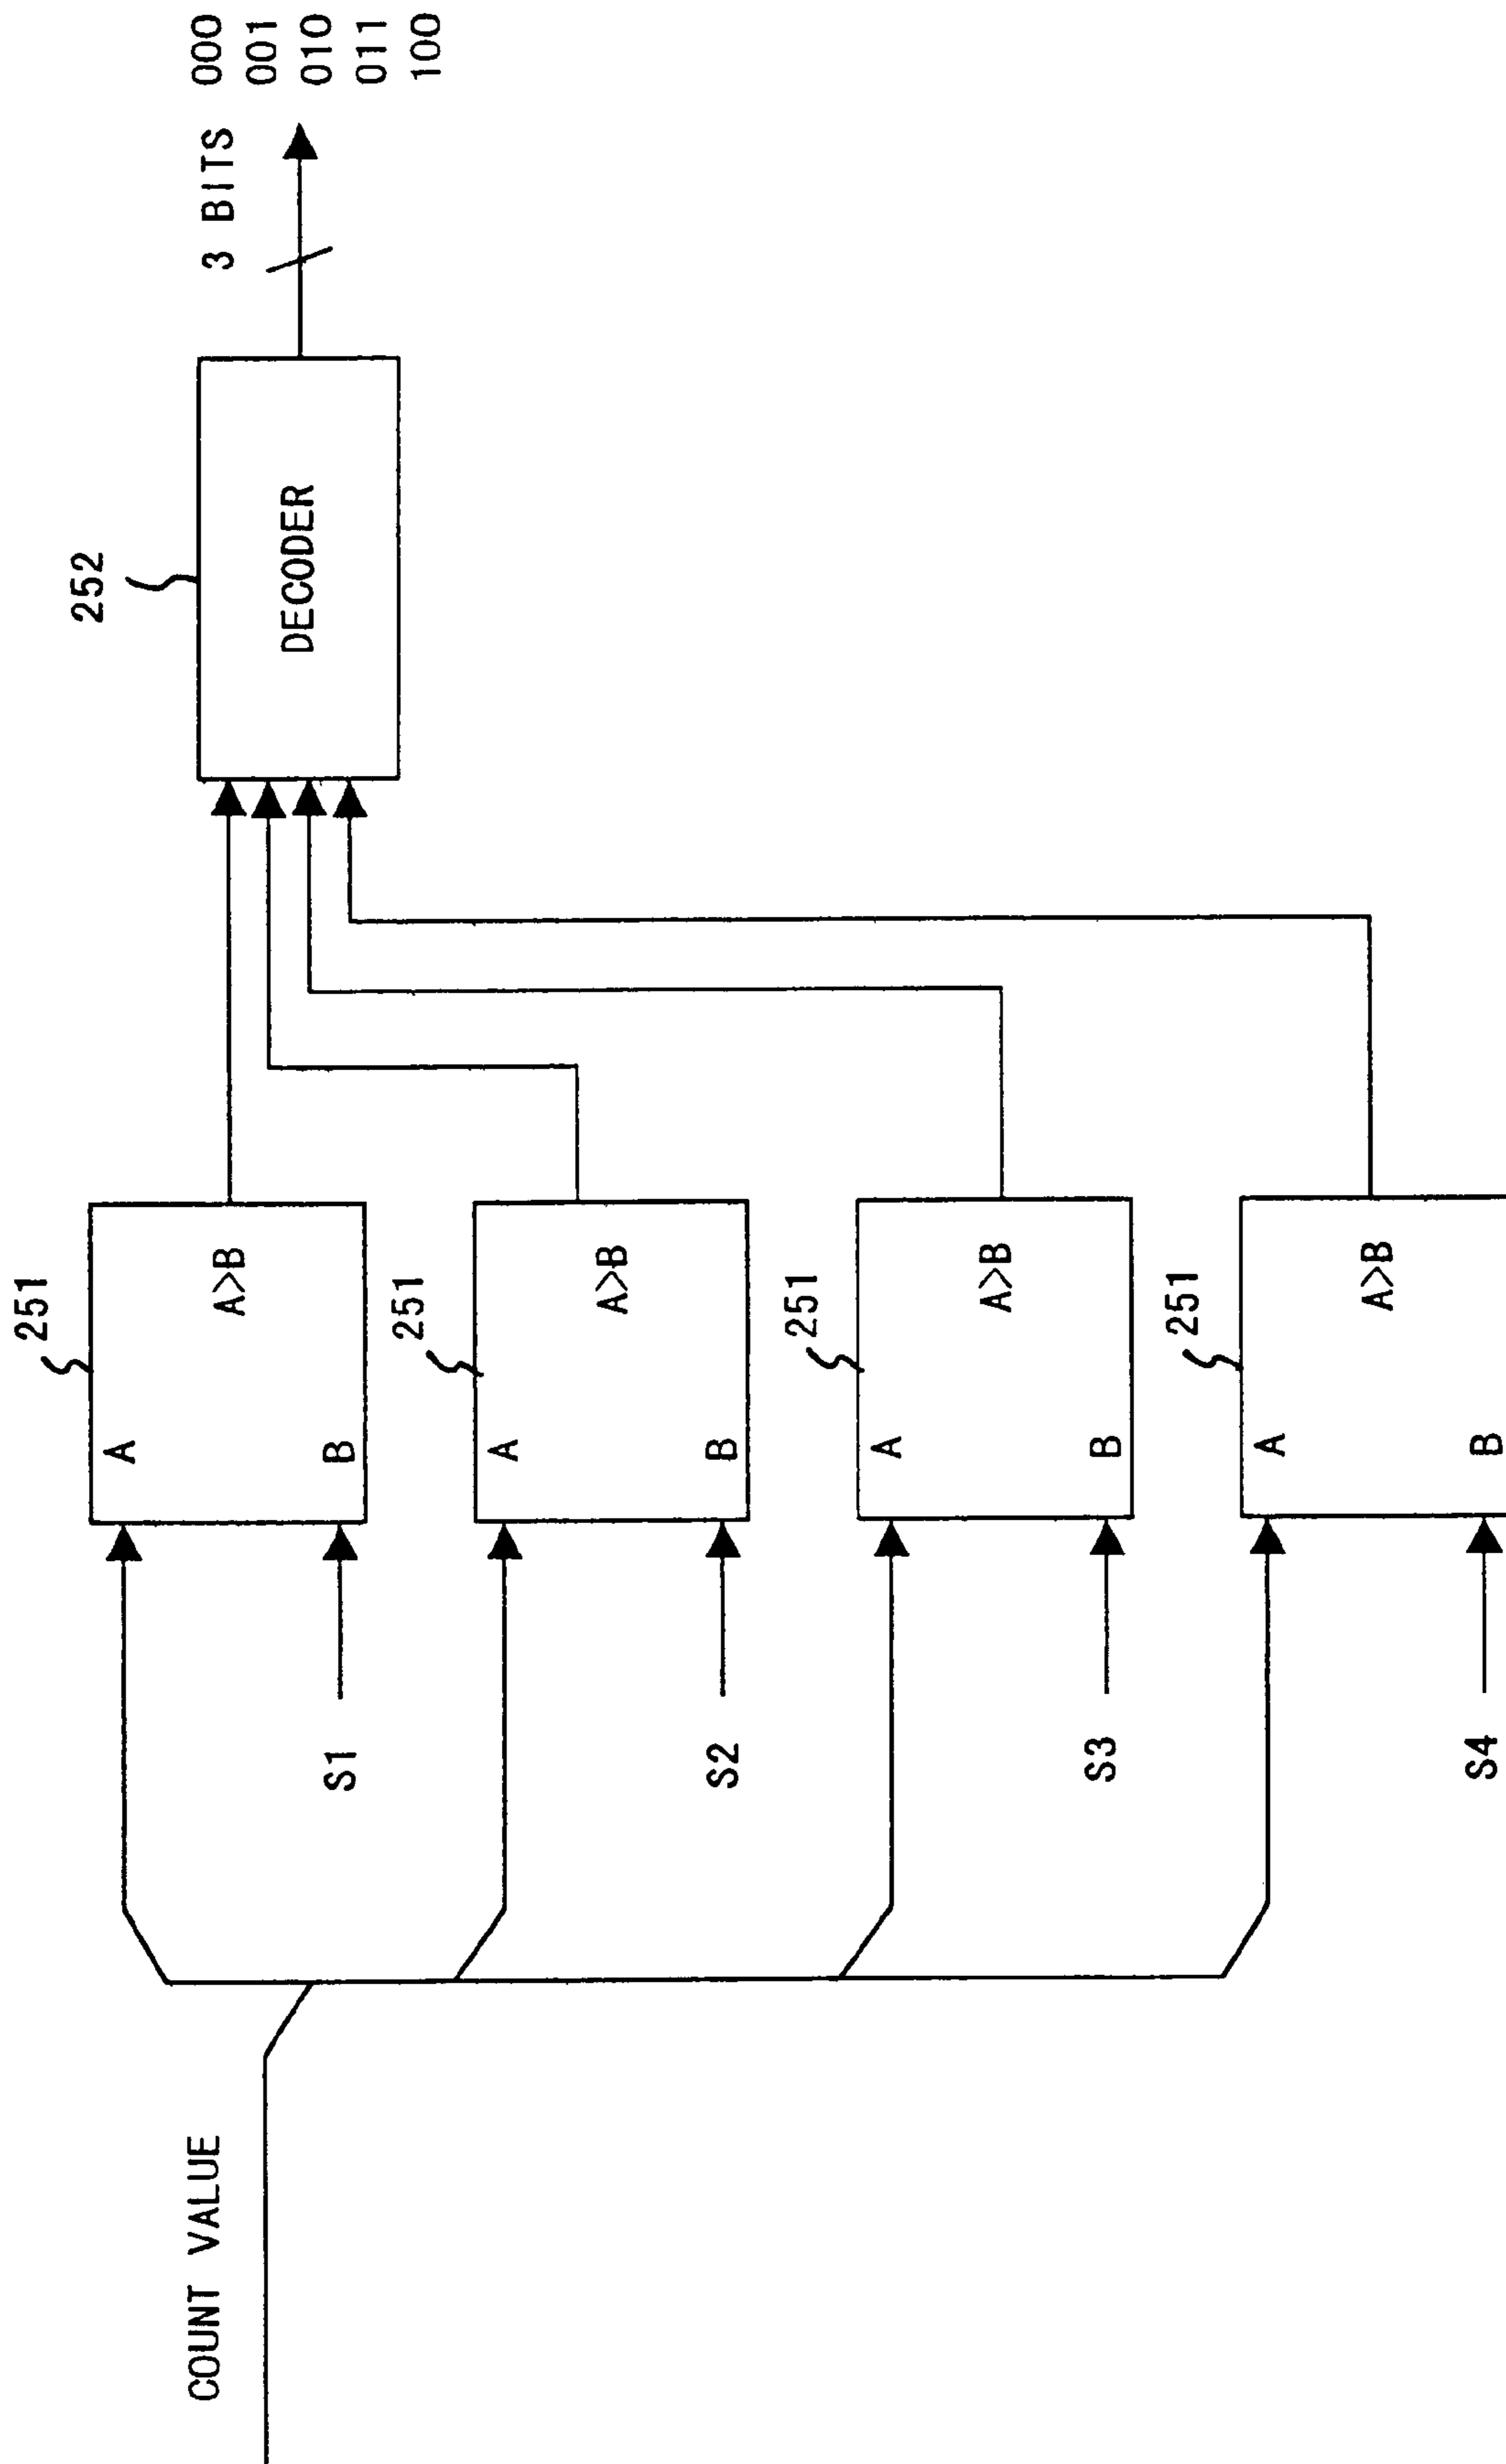 COUNT VALUE
251
A
A>B
B
S1
251
A
A>B
B
S2
251
A
A>B
B
S3
251
A
A>B
B
S4
252
DECODER
3 BITS
000
001
010
011
100